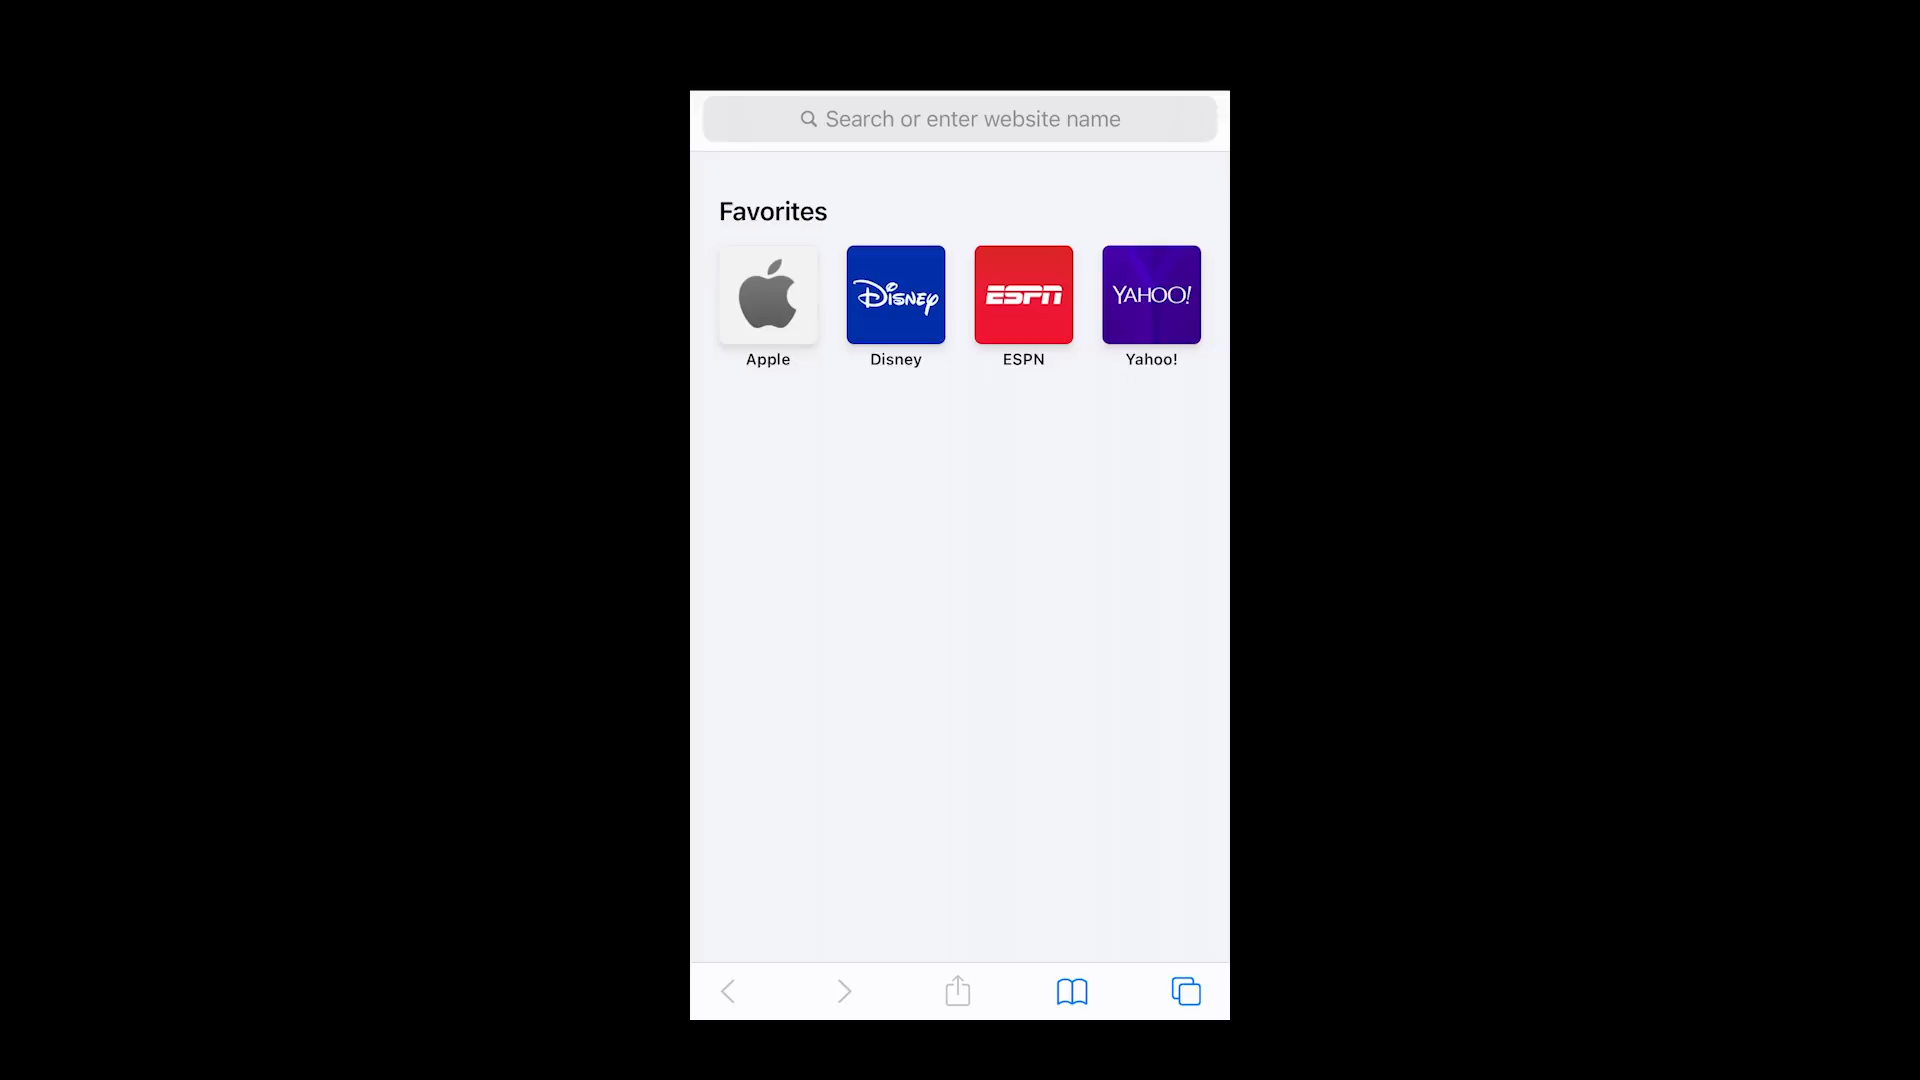 Search or enter website name
Favorites
Disney ESPN YAHOO!
Apple Disney ESPN Yahoo!